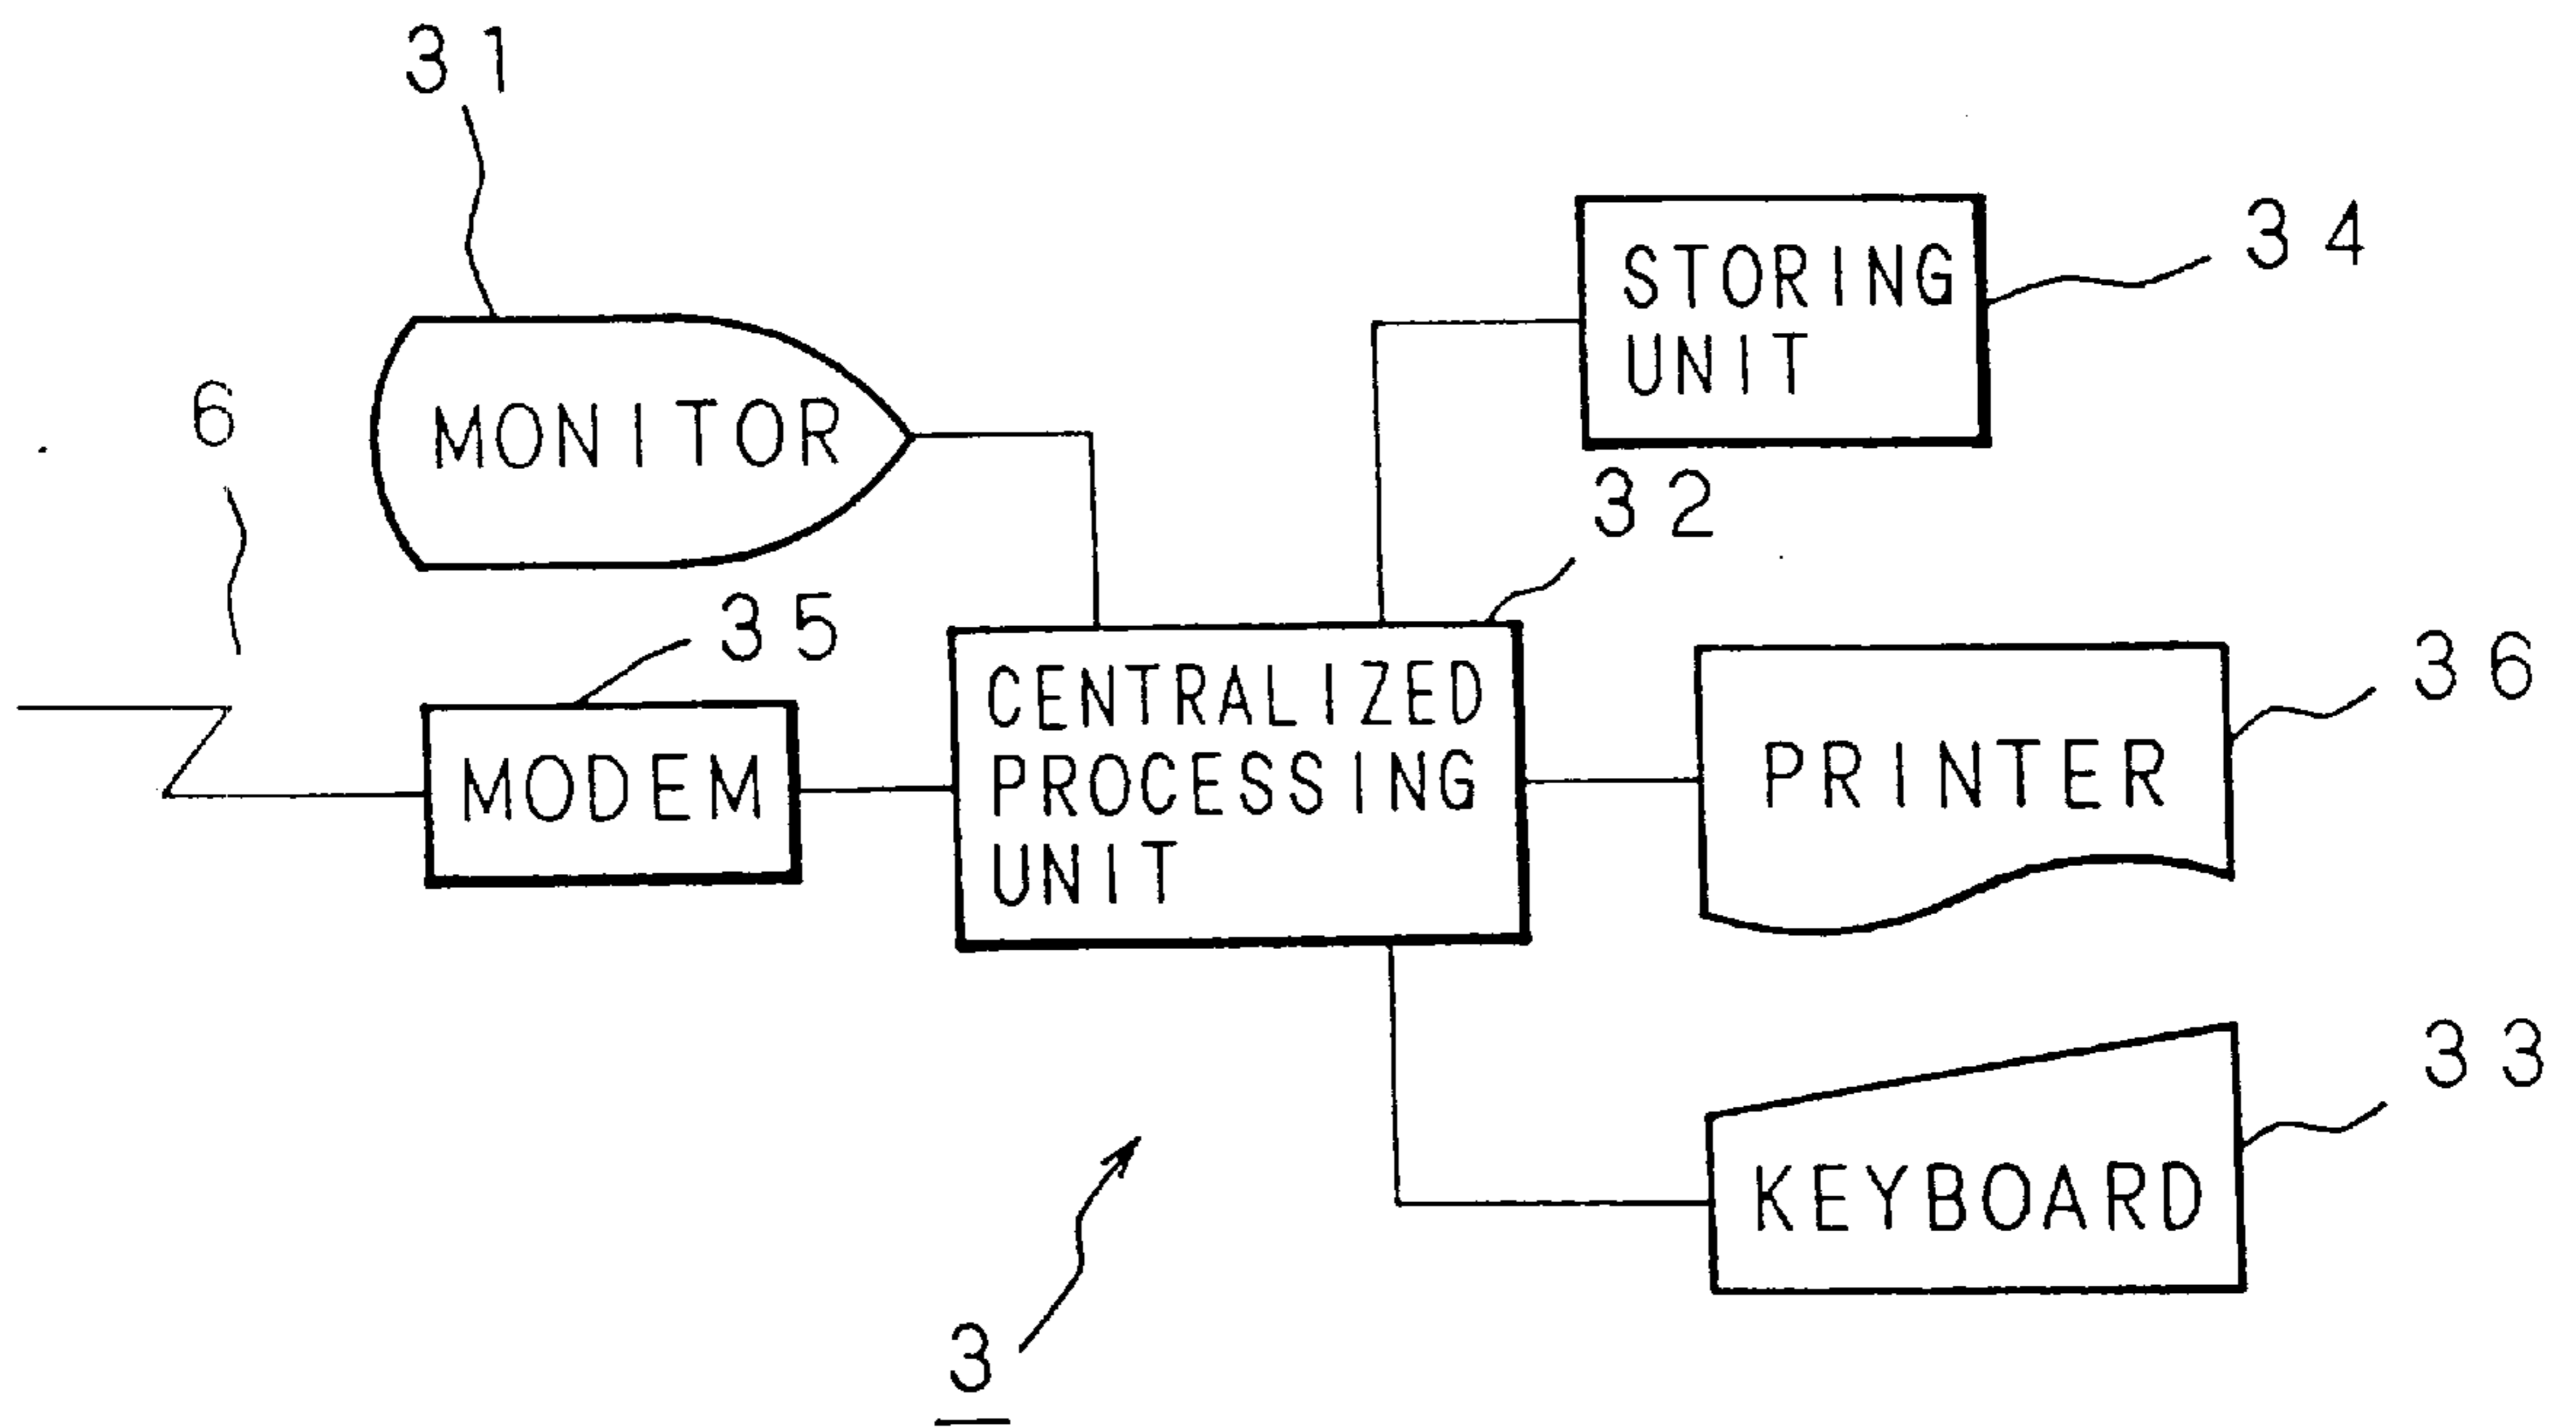 31
34
STORING
UNIT
6
MONITOR
32
35
36
CENTRALIZED
PROCESSING
UNIT
MODEM
PRINTER
33
KEYBOARD
3